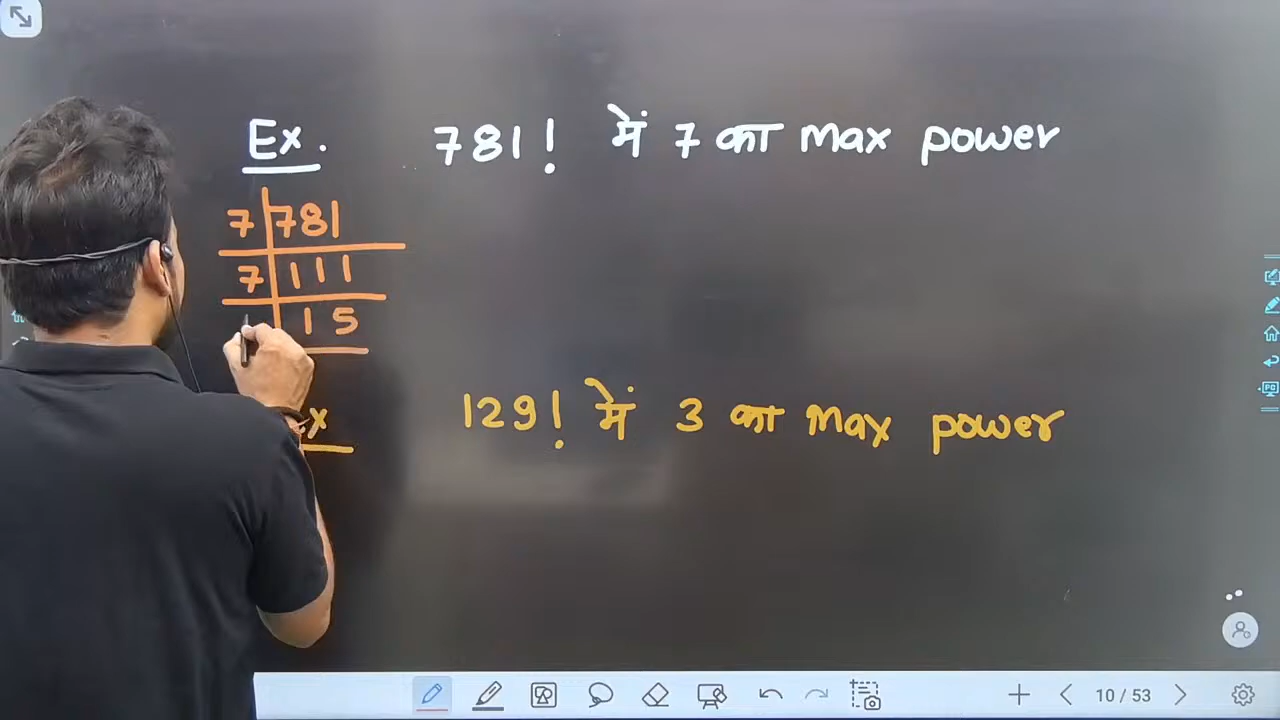 Ex. 781! में 7 का max power
7 781
7 111
15
x 129! में 3 का max power
10 / 53